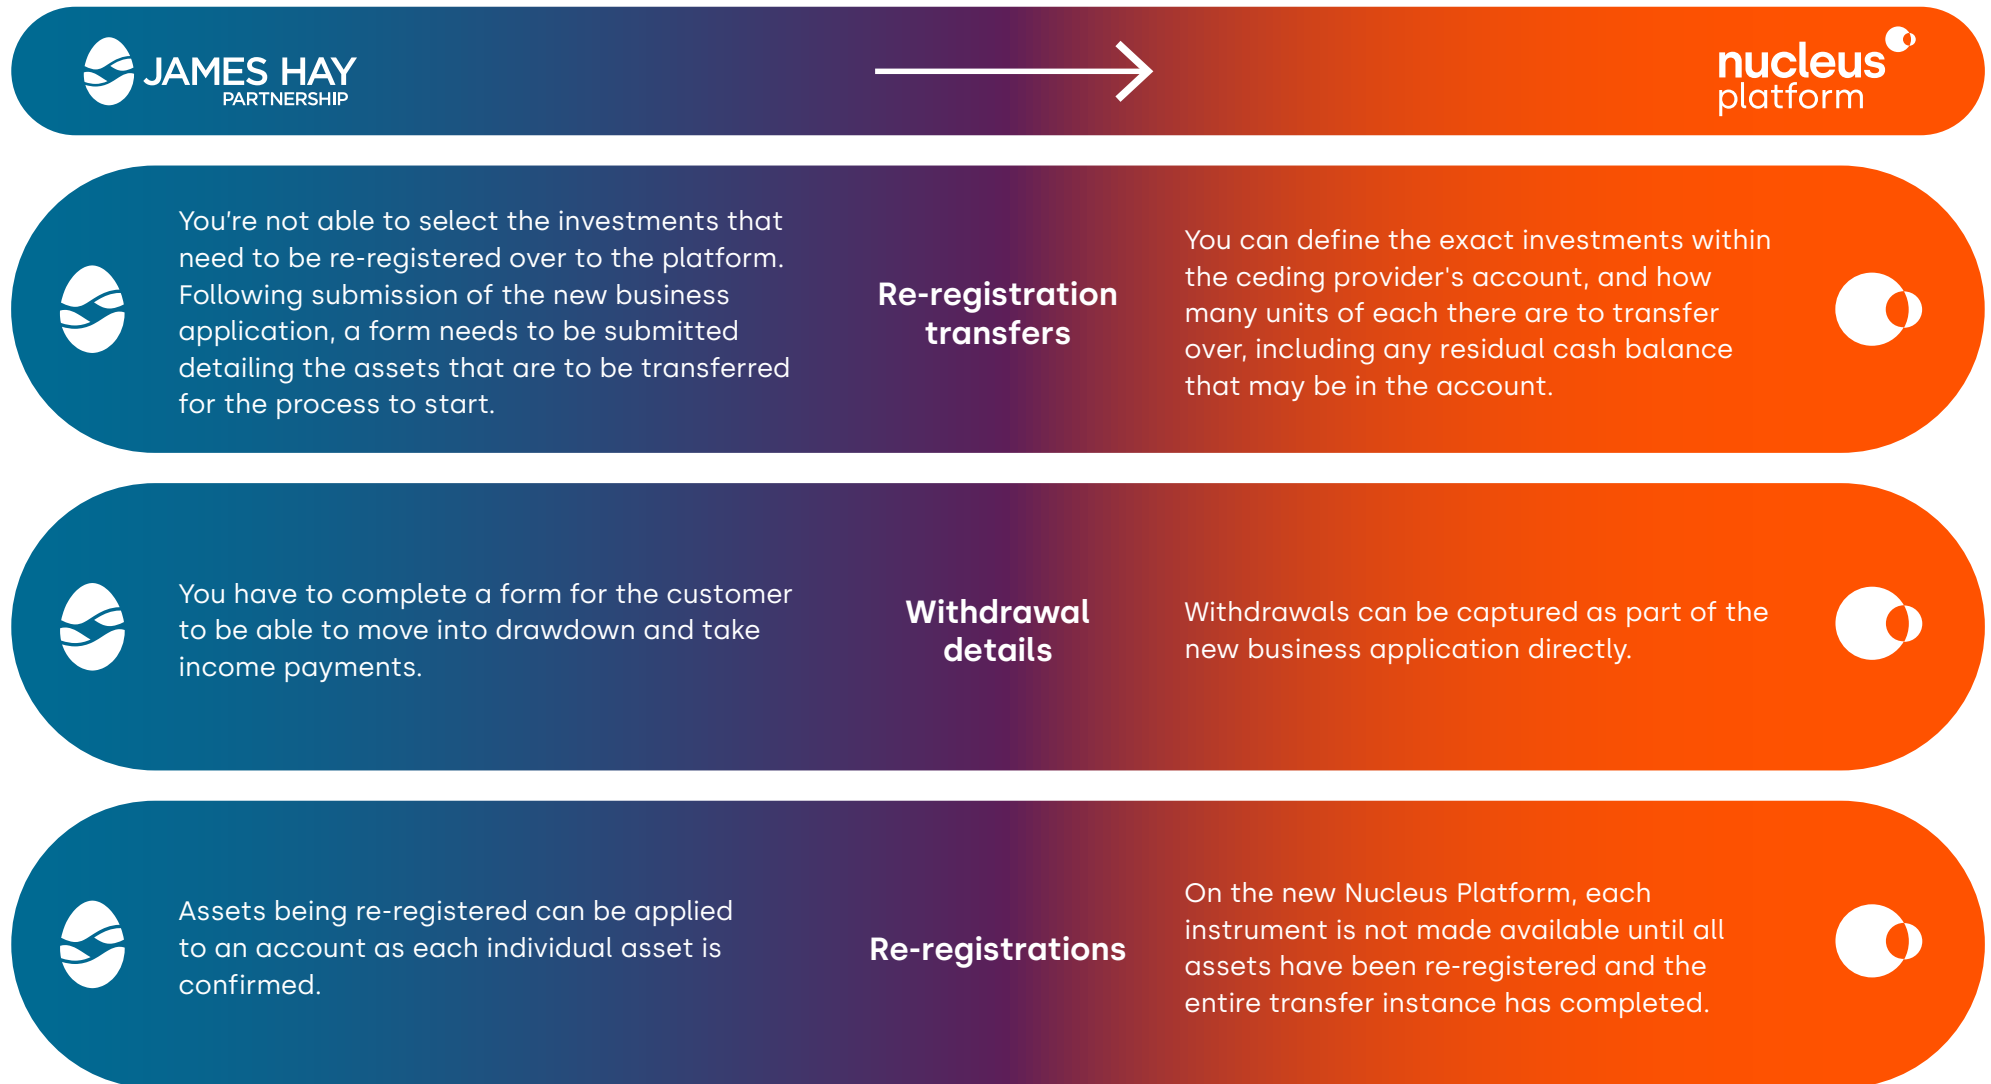 JAMES HAY
PARTNERSHIP
nucleus
platform
You're not able to select the investments that
need to be re-registered over to the platform.
Following submission of the new business
application, a form needs to be submitted
detailing the assets that are to be transferred
for the process to start.
Re-registration
transfers
You can define the exact investments within
the ceding provider's account, and how
many units of each there are to transfer
over, including any residual cash balance
that may be in the account.
You have to complete a form for the customer
to be able to move into drawdown and take
income payments.
Withdrawal
details
Withdrawals can be captured as part of the
new business application directly.
Assets being re-registered can be applied
to an account as each individual asset is
confirmed.
Re-registrations
On the new Nucleus Platform, each
instrument is not made available until all
assets have been re-registered and the
entire transfer instance has completed.